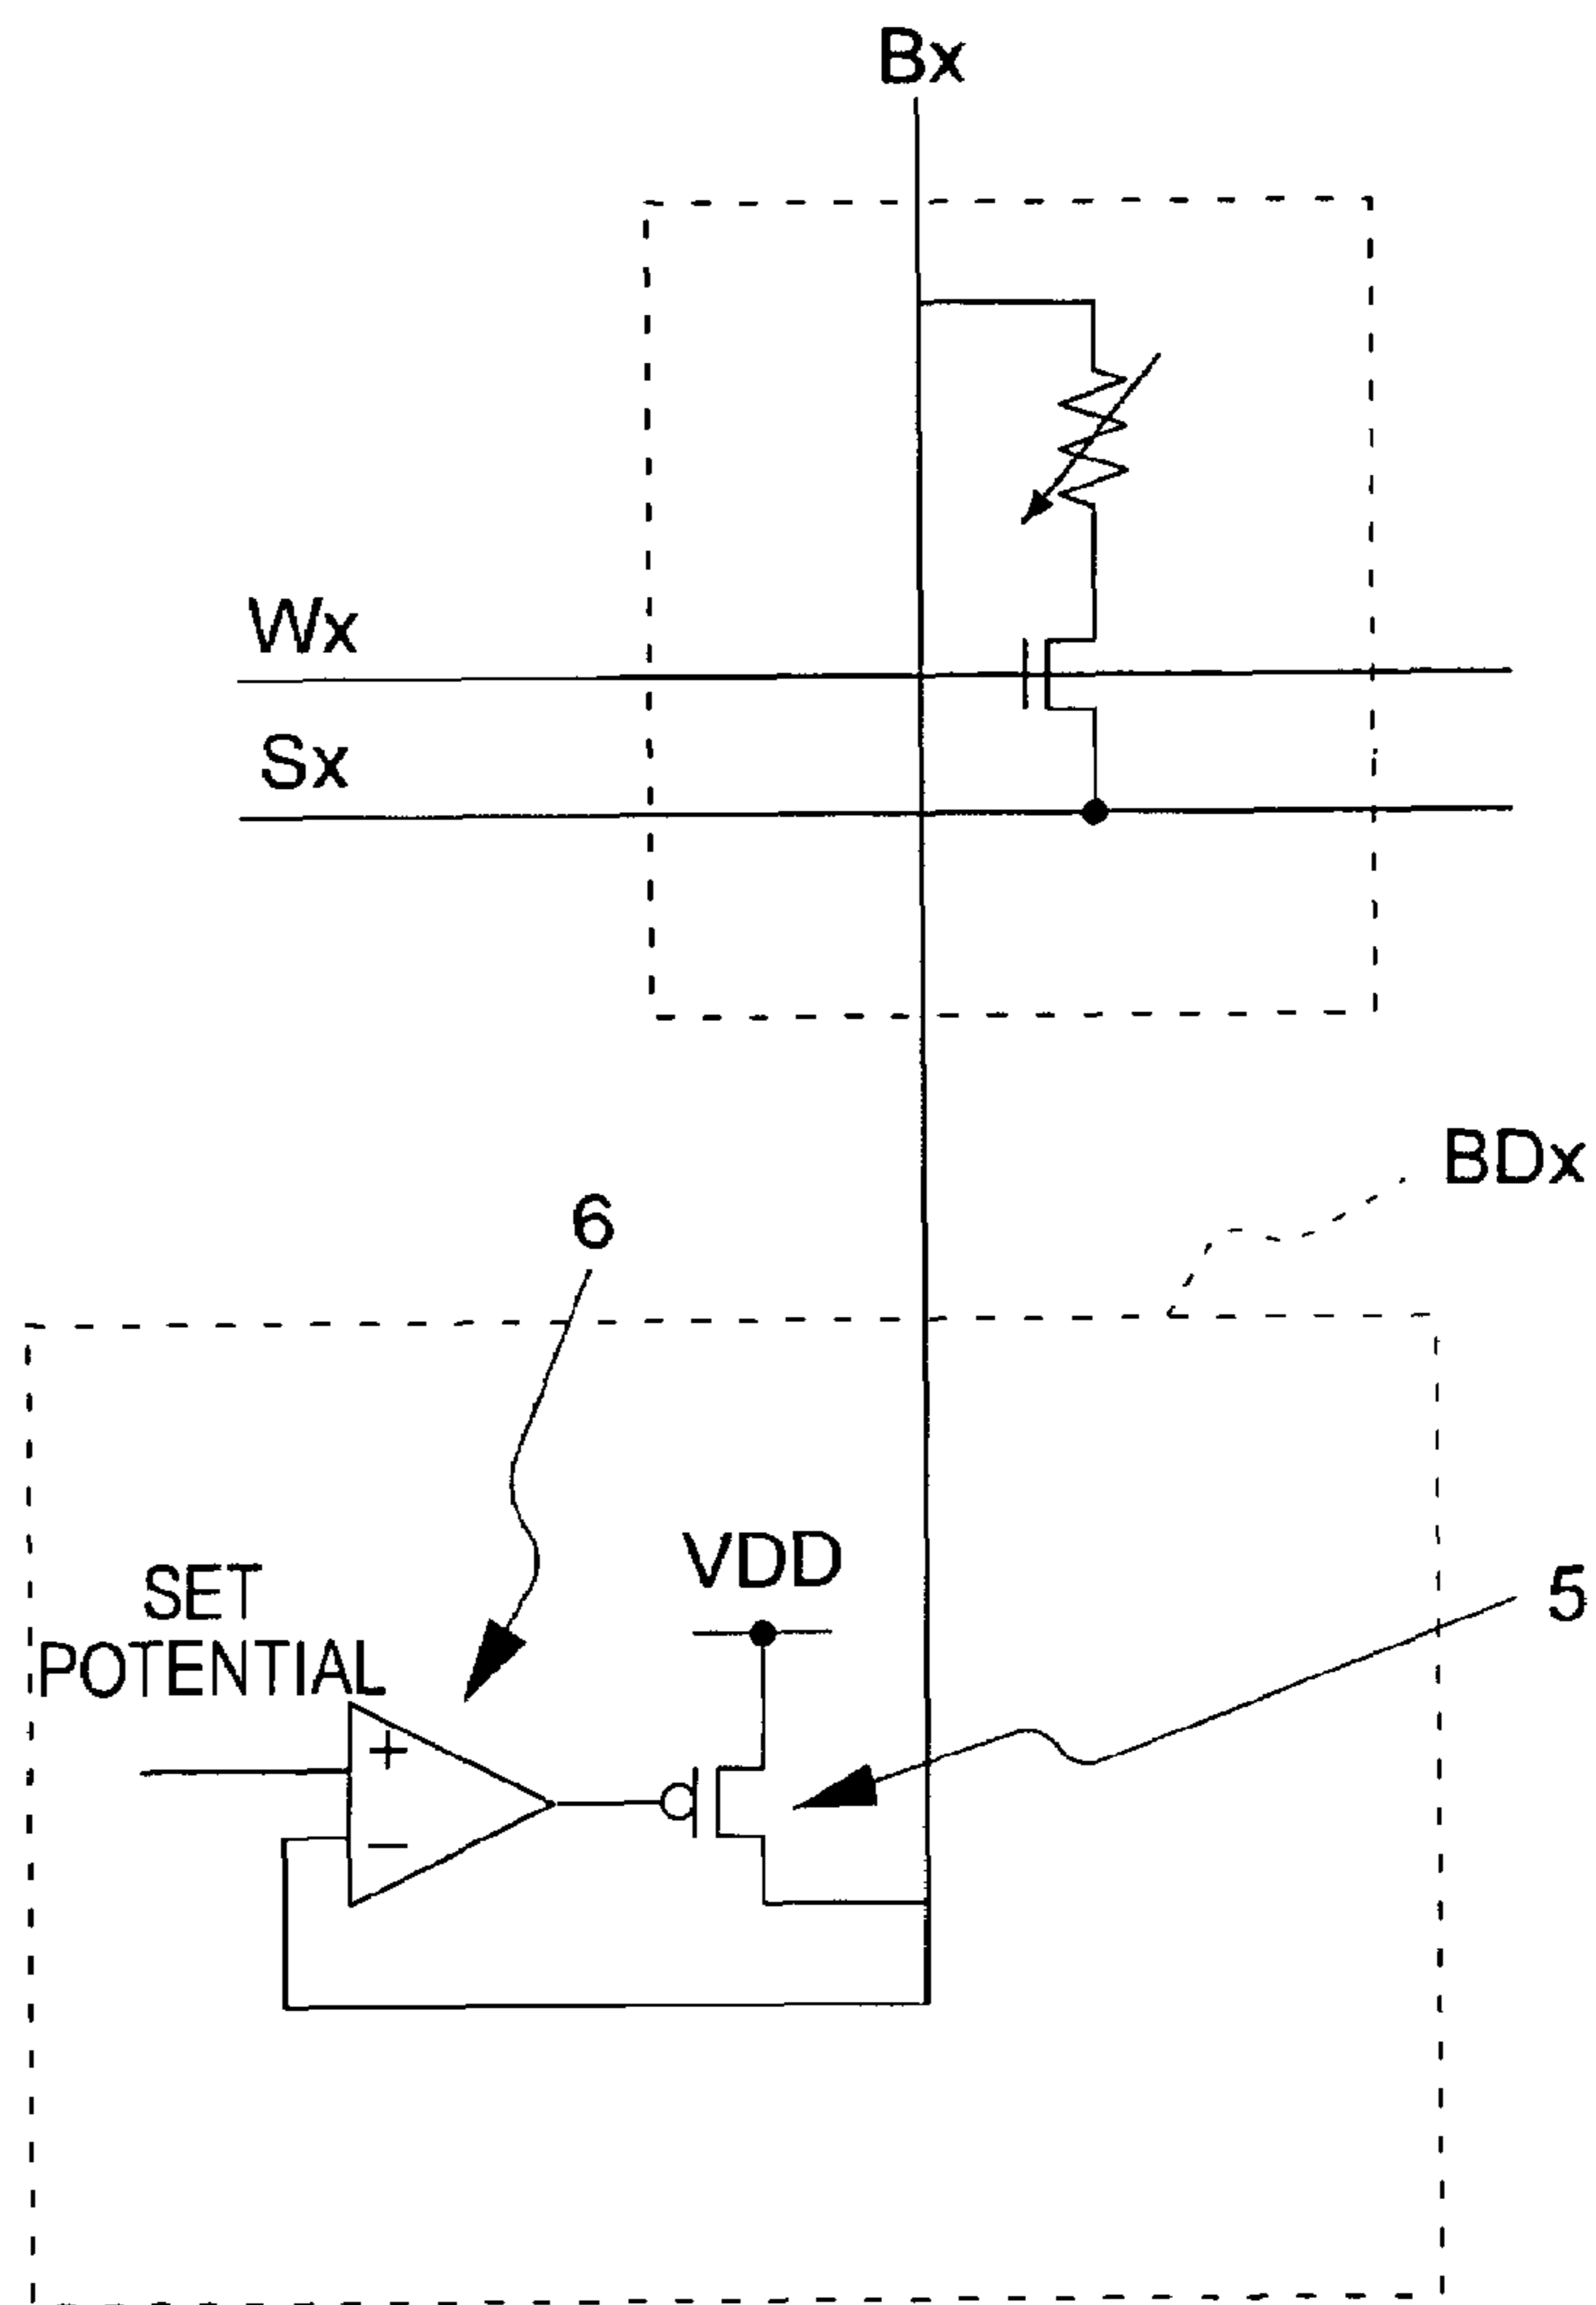 Bx
Wx
Sx
BDx
6
VDD
SET
POTENTIAL
5
+
−